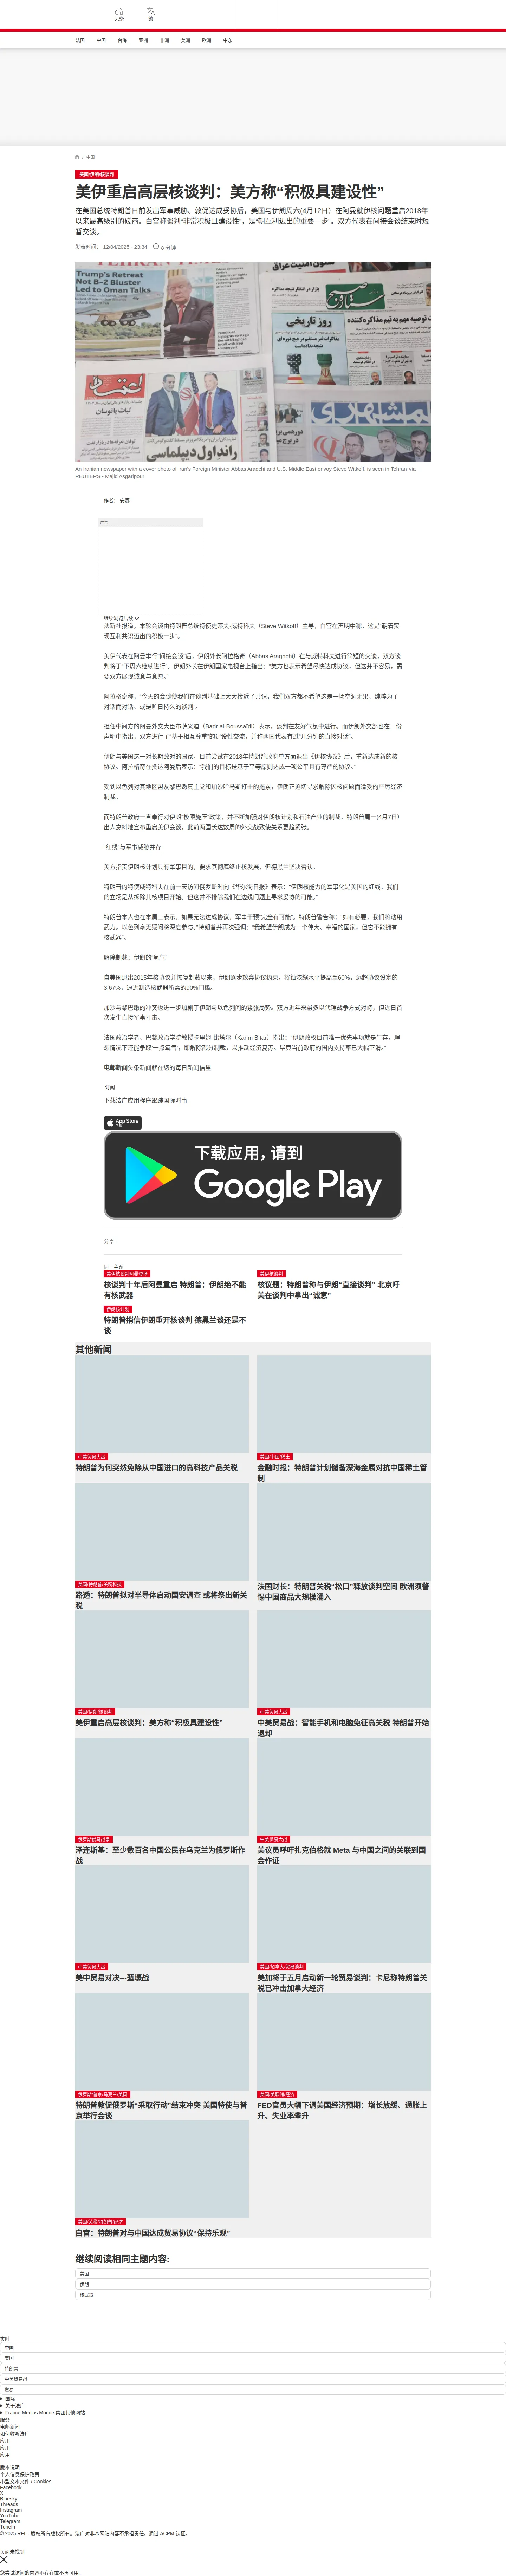 头条
繁
法国
中国
台海
亚洲
非洲
美洲
欧洲
中东
/ 中东
美国/伊朗/核谈判
美伊重启高层核谈判：美方称“积极具建设性”
在美国总统特朗普日前发出军事威胁、敦促达成妥协后，美国与伊朗周六(4月12日）在阿曼就伊核问题重启2018年
以来最高级别的磋商。白宫称谈判“非常积极且建设性”，是“朝互利迈出的重要一步”。双方代表在间接会谈结束时短
暂交谈。
发表时间： 12/04/2025 - 23:34
6 分钟
Trump's Retreat
Not B-2 Bluster
Led to Oman Talks
An Iranian newspaper with a cover photo of Iran's Foreign Minister Abbas Araqchi and U.S. Middle East envoy Steve Witkoff, is seen in Tehran via
REUTERS - Majid Asgaripour
作者： 安娜
广告
继续浏览后续
法新社报道，本轮会谈由特朗普总统特使史蒂夫·威特科夫（Steve Witkoff）主导，白宫在声明中称，这是“朝着实
现互利共识迈出的积极一步”。
美伊代表在阿曼举行“间接会谈”后，伊朗外长阿拉格奇（Abbas Araghchi）在与威特科夫进行简短的交谈，双方谈
判将于“下周六继续进行”。伊朗外长在伊朗国家电视台上指出：“美方也表示希望尽快达成协议，但这并不容易，需
要双方展现诚意与意愿。”
阿拉格奇称，“今天的会谈使我们在谈判基础上大大接近了共识，我们双方都不希望这是一场空洞无果、纯粹为了
对话而对话、或是旷日持久的谈判”。
担任中间方的阿曼外交大臣布萨义迪（Badr al-Boussaïdi）表示，谈判在友好气氛中进行。而伊朗外交部也在一份
声明中指出，双方进行了“基于相互尊重”的建设性交流，并称两国代表有过“几分钟的直接对话”。
伊朗与美国这一对长期敌对的国家，目前尝试在2018年特朗普政府单方面退出《伊核协议》后，重新达成新的核
协议。阿拉格奇在抵达阿曼后表示：“我们的目标是基于平等原则达成一项公平且有尊严的协议。”
受到以色列对其地区盟友黎巴嫩真主党和加沙哈马斯打击的拖累，伊朗正迫切寻求解除因核问题而遭受的严厉经济
制裁。
而特朗普政府一直奉行对伊朗“极限施压”政策，并不断加强对伊朗核计划和石油产业的制裁。特朗普周一(4月7日）
出人意料地宣布重启美伊会谈，此前两国长达数周的外交战致使关系更趋紧张。
“红线”与军事威胁并存
美方指责伊朗核计划具有军事目的，要求其彻底终止核发展，但德黑兰坚决否认。
特朗普的特使威特科夫在前一天访问俄罗斯时向《华尔街日报》表示：“伊朗核能力的军事化是美国的红线。我们
的立场是从拆除其核项目开始。但这并不排除我们在边缘问题上寻求妥协的可能。”
特朗普本人也在本周三表示，如果无法达成协议，军事干预“完全有可能”。特朗普警告称：“如有必要，我们将动用
武力。以色列毫无疑问将深度参与。”特朗普并再次强调：“我希望伊朗成为一个伟大、幸福的国家，但它不能拥有
核武器”。
解除制裁：伊朗的“氧气”
自美国退出2015年核协议并恢复制裁以来，伊朗逐步放弃协议约束，将铀浓缩水平提高至60%，远超协议设定的
3.67%，逼近制造核武器所需的90%门槛。
加沙与黎巴嫩的冲突也进一步加剧了伊朗与以色列间的紧张局势。双方近年来最多以代理战争方式对峙，但近日首
次发生直接军事打击。
法国政治学者、巴黎政治学院教授卡里姆·比塔尔（Karim Bitar）指出：“伊朗政权目前唯一优先事项就是生存，理
想情况下还能争取‘一点氧气’，即解除部分制裁，以推动经济复苏。毕竟当前政府的国内支持率已大幅下滑。”
电邮新闻头条新闻就在您的每日新闻信里
订阅
下载法广应用程序跟踪国际时事
App Store
下载
下载应用，请到
Google Play
分享 :
同一主题
美伊核谈判阿曼登场
核谈判十年后阿曼重启 特朗普：伊朗绝不能
有核武器
美伊核谈判
核议题：特朗普称与伊朗“直接谈判” 北京吁
美在谈判中拿出“诚意”
伊朗核计划
特朗普捎信伊朗重开核谈判 德黑兰谈还是不
谈
其他新闻
中美贸易大战
特朗普为何突然免除从中国进口的高科技产品关税
美国/中国/稀土
金融时报：特朗普计划储备深海金属对抗中国稀土管
制
美国/特朗普/关税科技
路透：特朗普拟对半导体启动国安调查 或将祭出新关
税
法国财长：特朗普关税“松口”释放谈判空间 欧洲须警
惕中国商品大规模涌入
美国/伊朗/核谈判
美伊重启高层核谈判：美方称“积极具建设性”
中美贸易大战
中美贸易战：智能手机和电脑免征高关税 特朗普开始
退却
俄罗斯侵乌战争
泽连斯基：至少数百名中国公民在乌克兰为俄罗斯作
战
中美贸易大战
美议员呼吁扎克伯格就 Meta 与中国之间的关联到国
会作证
中美贸易大战
美中贸易对决---堑壕战
美国/加拿大/贸易谈判
美加将于五月启动新一轮贸易谈判：卡尼称特朗普关
税已冲击加拿大经济
俄罗斯/普京/乌克兰/美国
特朗普敦促俄罗斯“采取行动”结束冲突 美国特使与普
京举行会谈
美国/美联储/经济
FED官员大幅下调美国经济预期：增长放缓、通胀上
升、失业率攀升
美国/关税/特朗普/经济
白宫：特朗普对与中国达成贸易协议“保持乐观”
继续阅读相同主题内容:
美国
伊朗
核武器
实时
中国
美国
特朗普
中美贸易战
贸易
国际
关于法广
France Médias Monde 集团其他网站
服务
电邮新闻
如何收听法广
应用
应用
应用
版本说明
个人信息保护政策
小型文本文件 / Cookies
Facebook
X
Bluesky
Threads
Instagram
YouTube
Telegram
TuneIn
© 2025 RFI – 版权所有版权所有。法广对非本网站内容不承担责任。通过 ACPM 认证。
页面未找到
您尝试访问的内容不存在或不再可用。